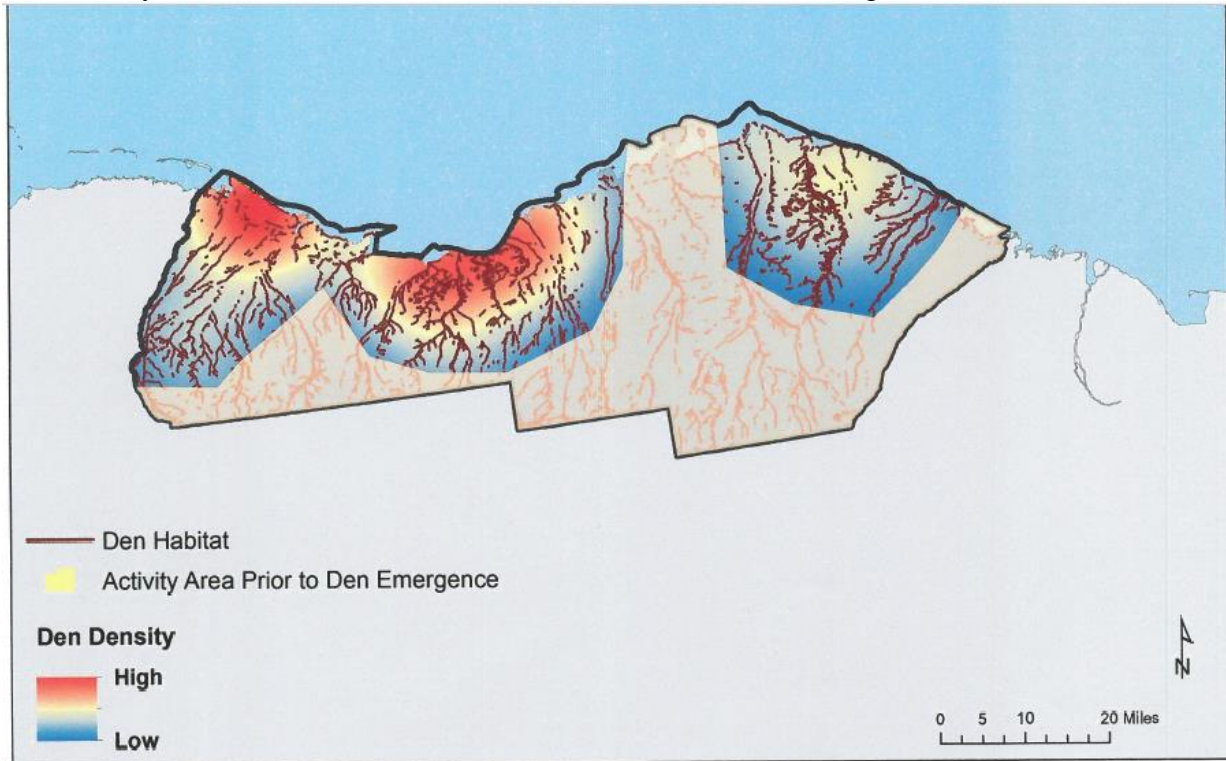 Den Habitat
Activity Area Prior to Den Emergence
Den Density
High
Low
N
0 5 10 20 Miles